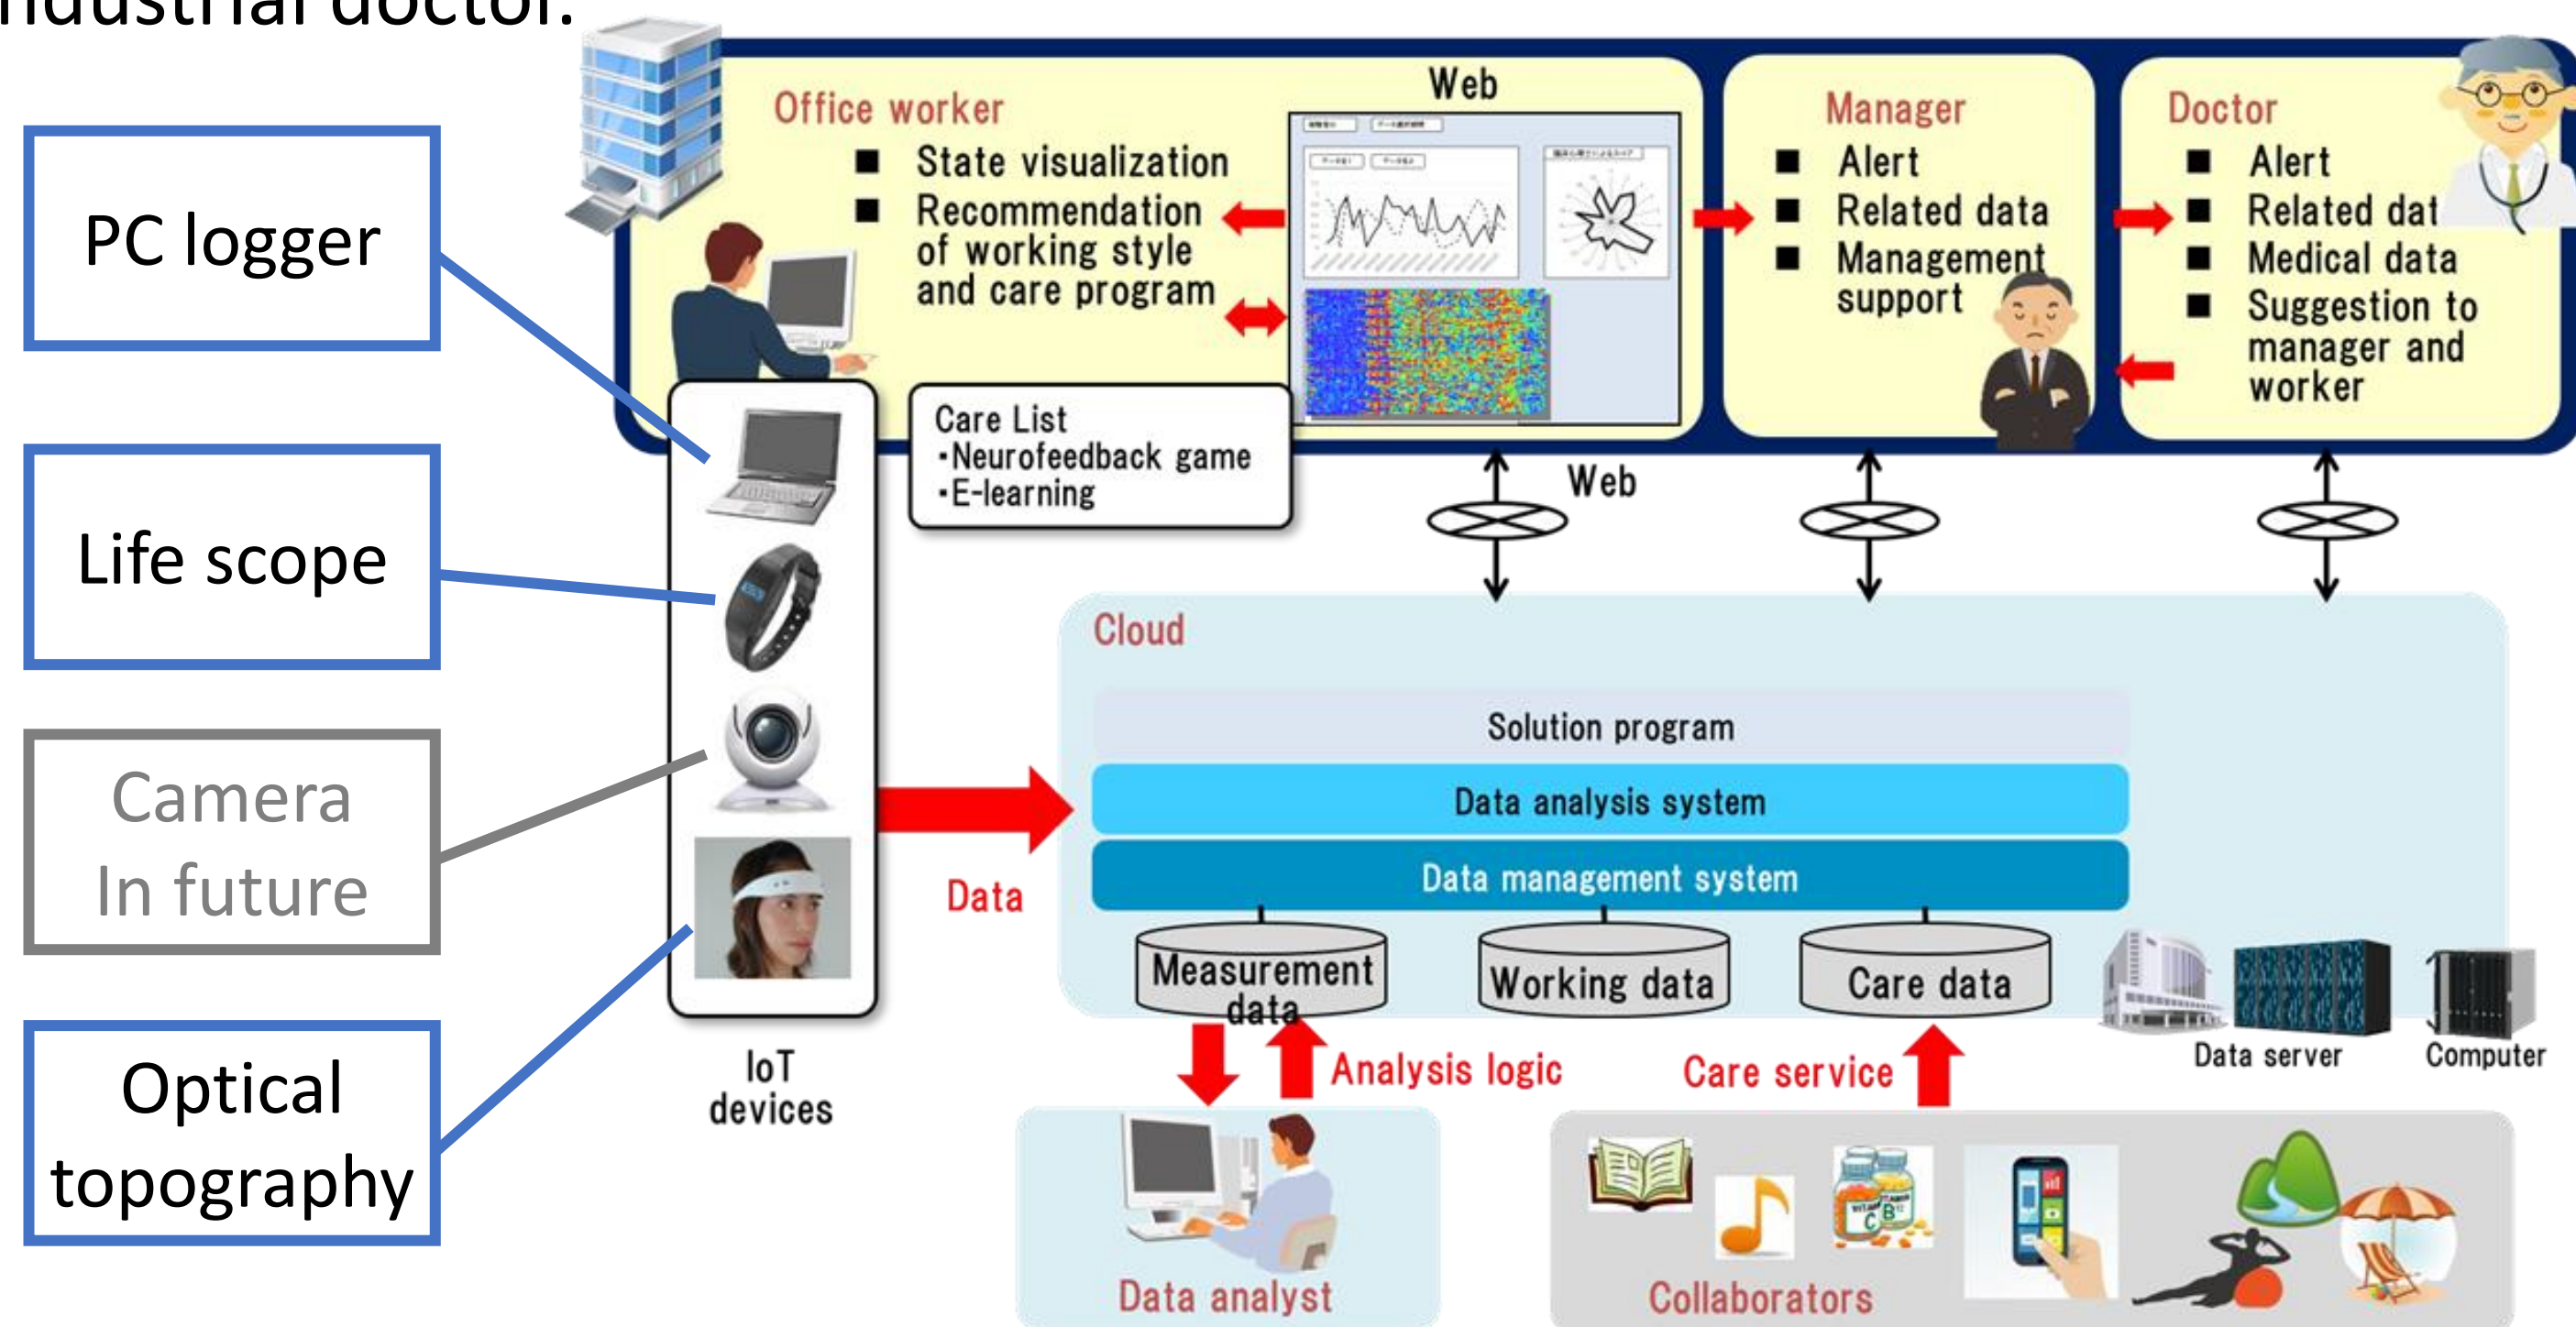 ndustrial doctor.
PC logger
Life scope
Camera
In future
Optical
topography
Office worker
■ State visualization
■ Recommendation
of working style
and care program
Web
Manager
■ Alert
■ Related data
■ Management
support
Doctor
■ Alert
■ Related dat
■ Medical data
■ Suggestion to
manager and
worker
Care List
・Neurofeedback game
・E-learning
Web
IoT
devices
Data
Cloud
Solution program
Data analysis system
Data management system
Measurement
data
Working data
Care data
Data server
Computer
Analysis logic
Care service
Data analyst
VITA
C
B12
Collaborators